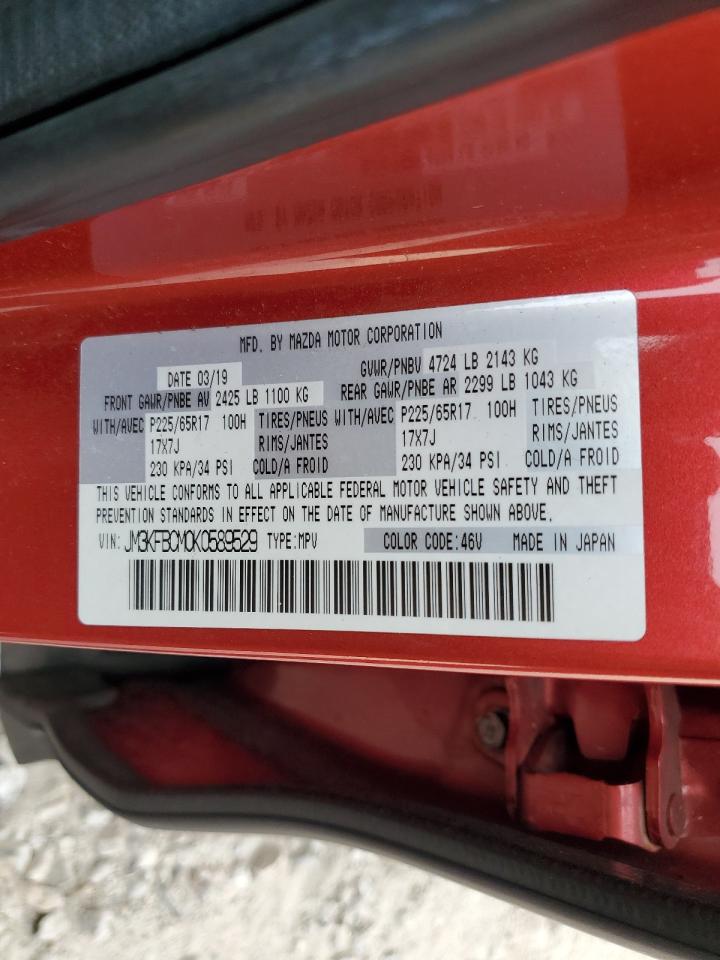 MFD. BY MAZDA MOTOR CORPORATION
DATE 03/19 GVWR/PNBV 4724 LB 2143 KG
FRONT GAWR/PNBE AV 2425 LB 1100 KG REAR GAWR/PNBE AR 2299 LB 1043 KG
WITH/AVEC P225/65R17 100H TIRES/PNEUS WITH/AVEC P225/65R17 100H TIRES/PNEUS
17X7J RIMS/JANTES 17X7J RIMS/JANTES
230 KPA/34 PSI COLD/A FROID 230 KPA/34 PSI COLD/A FROID
THIS VEHICLE CONFORMS TO ALL APPLICABLE FEDERAL MOTOR VEHICLE SAFETY AND THEFT
PREVENTION STANDARDS IN EFFECT ON THE DATE OF MANUFACTURE SHOWN ABOVE.
VIN: JM3KFBCM0K0589529 TYPE:MPV COLOR CODE:46V MADE IN JAPAN